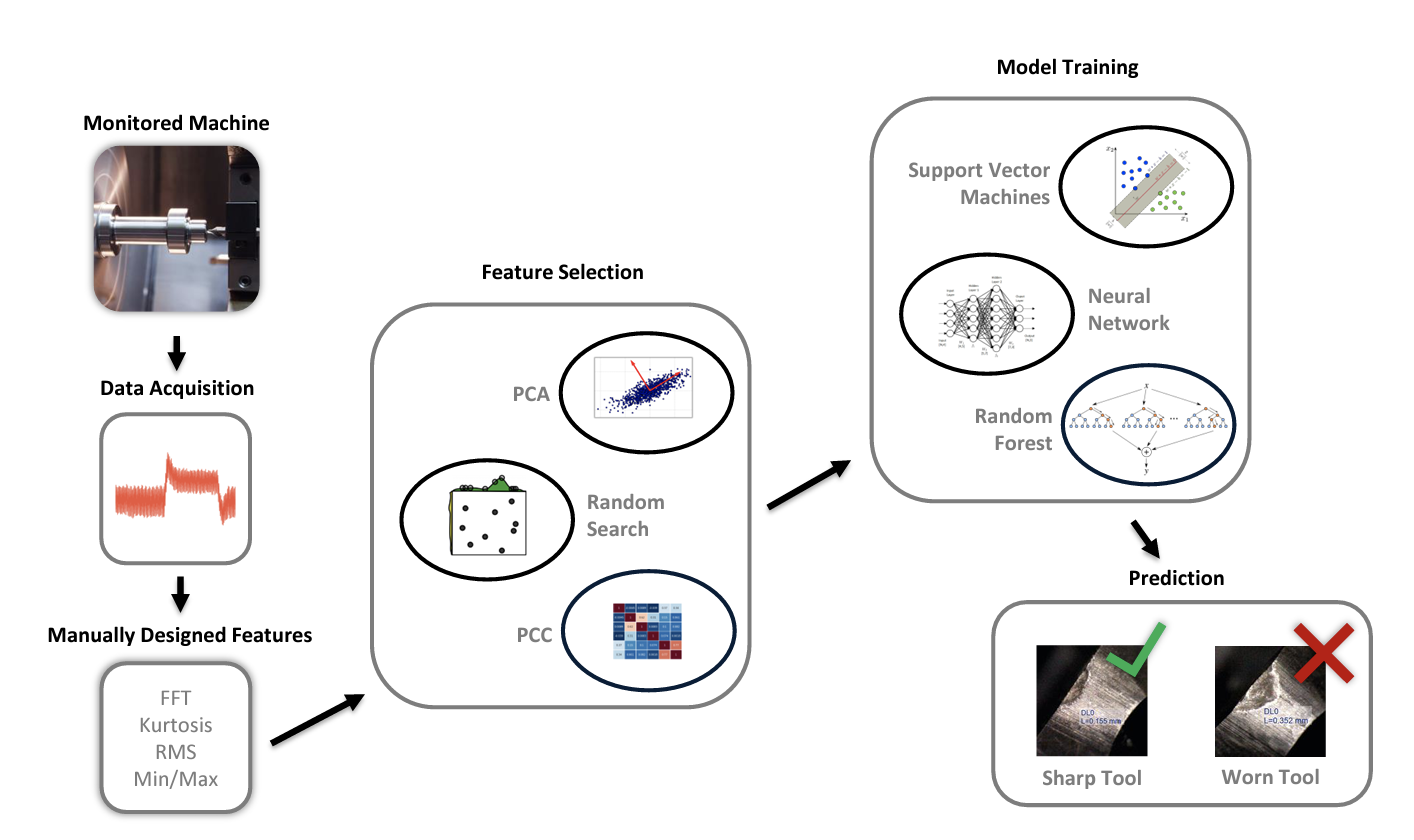 Monitored Machine
Data Acquisition
Manually Designed Features
FFT
Kurtosis
RMS
Min/Max
Feature Selection
PCA
Random
Search
PCC
Model Training
Support Vector
Machines
x₂
x₁
Neural
Network
Random
Forest
x
...
+
y
Prediction
DL0
L=0.155 mm
Sharp Tool
DL0
L=0.352 mm
Worn Tool